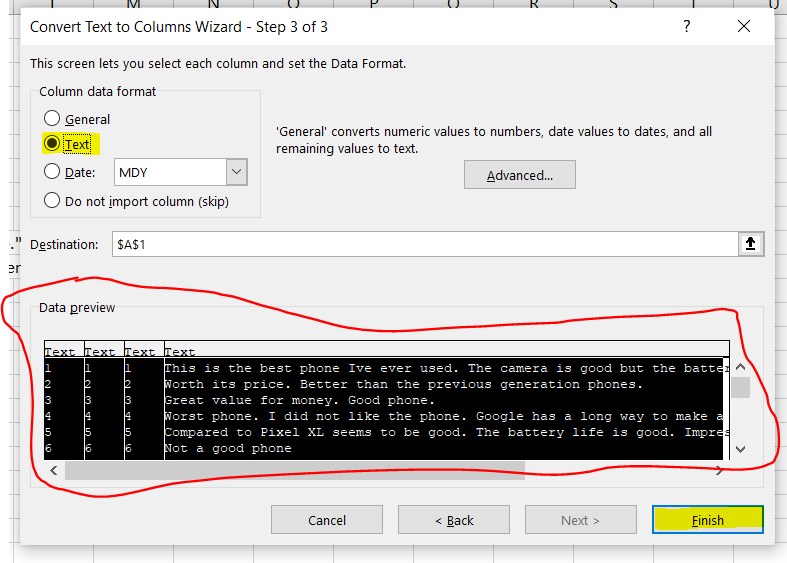 M N O P Q R S T U
Convert Text to Columns Wizard - Step 3 of 3 ? ×
This screen lets you select each column and set the Data Format.
Column data format
General
Text
Date: MDY
Do not import column (skip)
'General' converts numeric values to numbers, date values to dates, and all
remaining values to text.
Advanced...
Destination: $A$1
."
er
Data preview
Text Text Text Text
1 1 1 This is the best phone Ive ever used. The camera is good but the batter
2 2 2 Worth its price. Better than the previous generation phones.
3 3 3 Great value for money. Good phone.
4 4 4 Worst phone. I did not like the phone. Google has a long way to make a
5 5 5 Compared to Pixel XL seems to be good. The battery life is good. Impres
6 6 6 Not a good phone
Cancel < Back Next > Finish